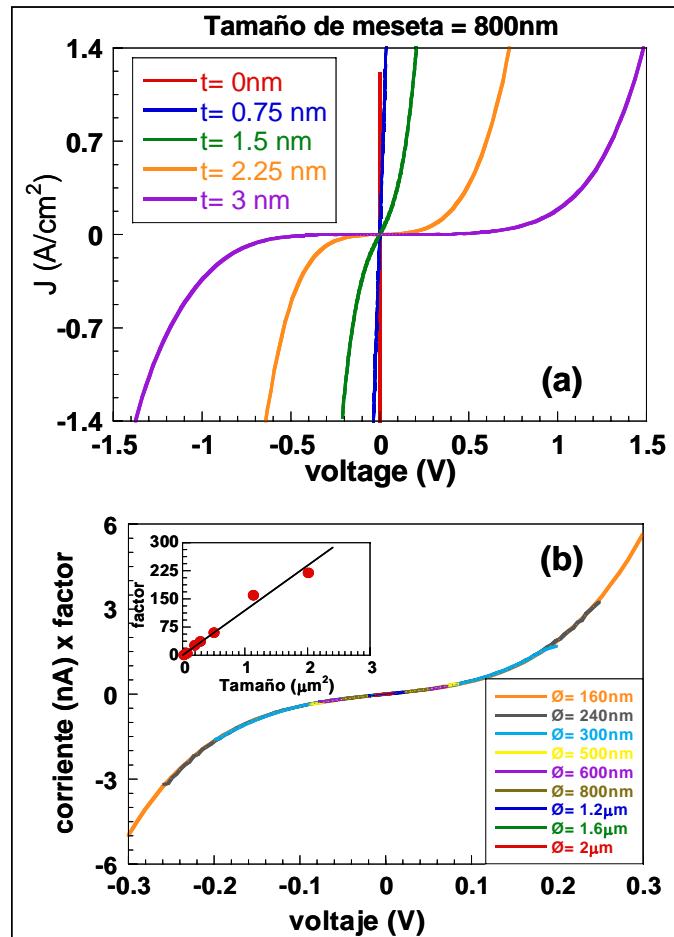 Tamaño de meseta = 800nm
1.4
0.7
0
-0.7
-1.4
J (A/cm²)
t= 0nm
t= 0.75 nm
t= 1.5 nm
t= 2.25 nm
t= 3 nm
(a)
-1.5
-1
-0.5
0
0.5
1
1.5
voltage (V)
6
3
0
-3
-6
corriente (nA) x factor
300
225
150
75
0
factor
0
1
2
3
Tamaño (μm²)
(b)
Ø= 160nm
Ø= 240nm
Ø= 300nm
Ø= 500nm
Ø= 600nm
Ø= 800nm
Ø= 1.2μm
Ø= 1.6μm
Ø= 2μm
-0.3
-0.2
-0.1
0
0.1
0.2
0.3
voltaje (V)